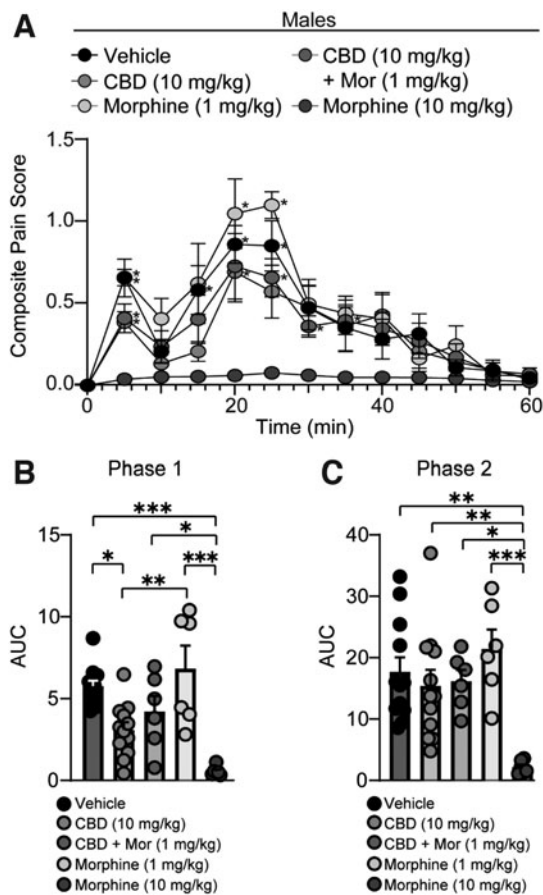 A
Males
Vehicle
CBD (10 mg/kg)
CBD (10 mg/kg)
+ Mor (1 mg/kg)
Morphine (1 mg/kg)
Morphine (10 mg/kg)
Composite Pain Score
1.5
1.0
0.5
0.0
* * * * * * * * * * * *
0 20 40 60
Time (min)
B
Phase 1
AUC
15
10
5
0
***
*
* ***
**
Vehicle
CBD (10 mg/kg)
CBD + Mor (1 mg/kg)
Morphine (1 mg/kg)
Morphine (10 mg/kg)
C
Phase 2
AUC
40
30
20
10
0
**
**
*
***
Vehicle
CBD (10 mg/kg)
CBD + Mor (1 mg/kg)
Morphine (1 mg/kg)
Morphine (10 mg/kg)